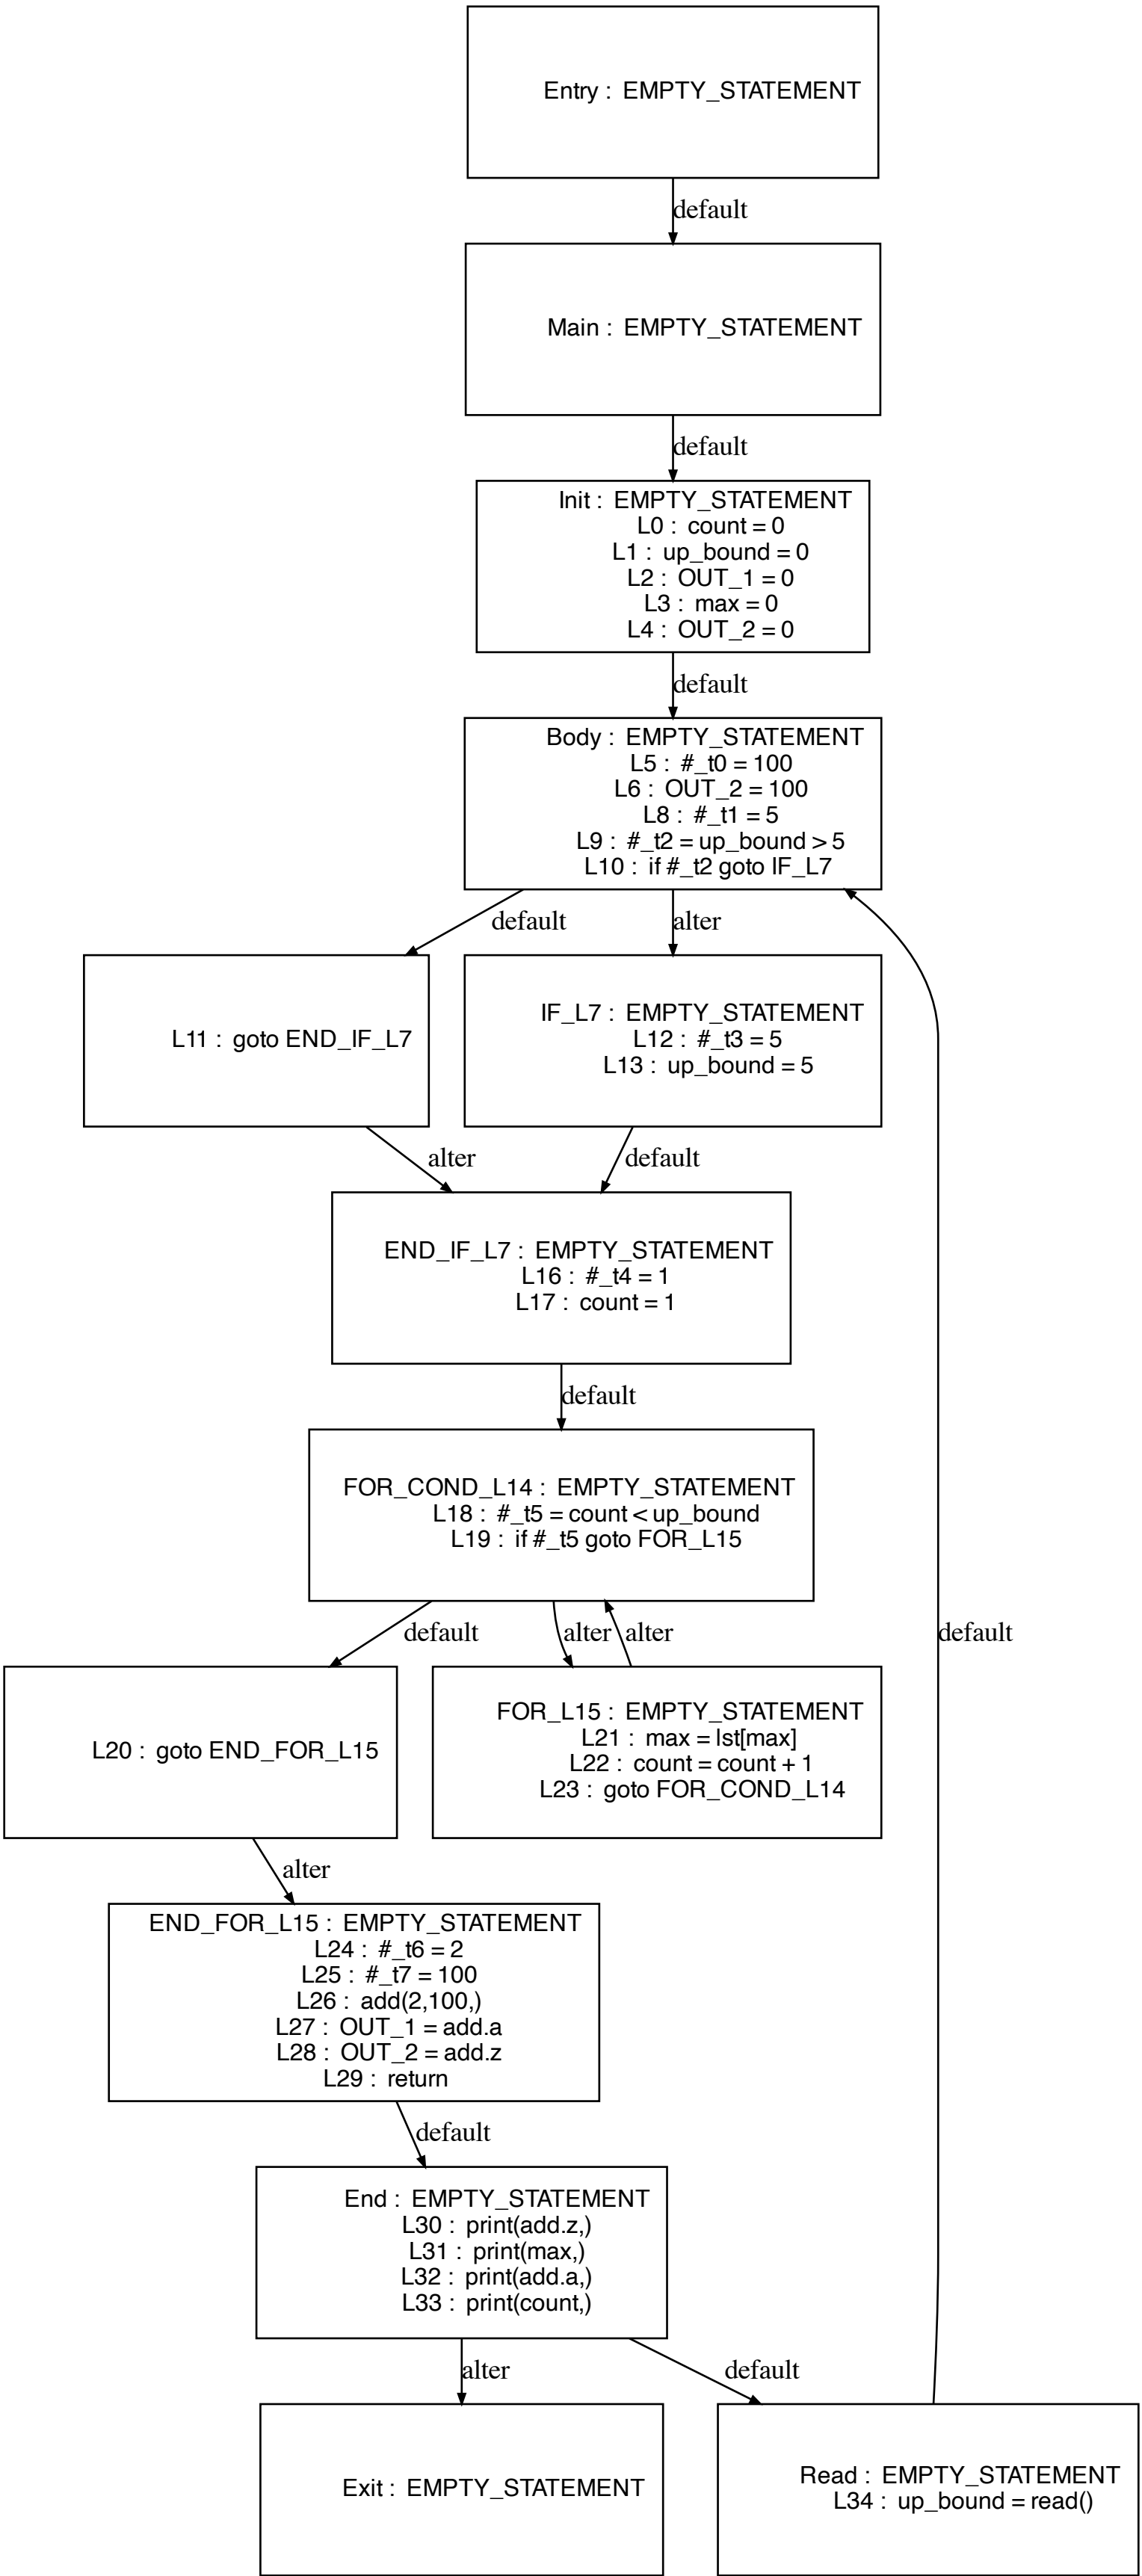 Entry : EMPTY_STATEMENT
default
Main : EMPTY_STATEMENT
default
Init : EMPTY_STATEMENT
L0 : count = 0
L1 : up_bound = 0
L2 : OUT_1 = 0
L3 : max = 0
L4 : OUT_2 = 0
default
Body : EMPTY_STATEMENT
L5 : #_t0 = 100
L6 : OUT_2 = 100
L8 : #_t1 = 5
L9 : #_t2 = up_bound > 5
L10 : if #_t2 goto IF_L7
default
alter
L11 : goto END_IF_L7
IF_L7 : EMPTY_STATEMENT
L12 : #_t3 = 5
L13 : up_bound = 5
alter
default
END_IF_L7 : EMPTY_STATEMENT
L16 : #_t4 = 1
L17 : count = 1
default
FOR_COND_L14 : EMPTY_STATEMENT
L18 : #_t5 = count < up_bound
L19 : if #_t5 goto FOR_L15
default
alter
alter
default
L20 : goto END_FOR_L15
FOR_L15 : EMPTY_STATEMENT
L21 : max = lst[max]
L22 : count = count + 1
L23 : goto FOR_COND_L14
alter
END_FOR_L15 : EMPTY_STATEMENT
L24 : #_t6 = 2
L25 : #_t7 = 100
L26 : add(2,100,)
L27 : OUT_1 = add.a
L28 : OUT_2 = add.z
L29 : return
default
End : EMPTY_STATEMENT
L30 : print(add.z,)
L31 : print(max,)
L32 : print(add.a,)
L33 : print(count,)
alter
default
Exit : EMPTY_STATEMENT
Read : EMPTY_STATEMENT
L34 : up_bound = read()